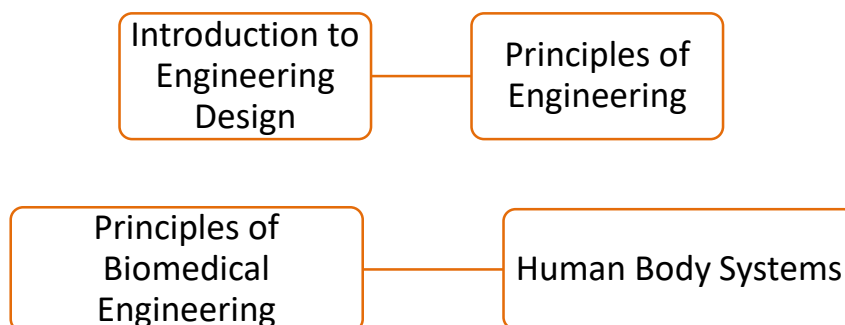 Introduction to
Engineering
Design
Principles of
Engineering
Principles of
Biomedical
Engineering
Human Body Systems